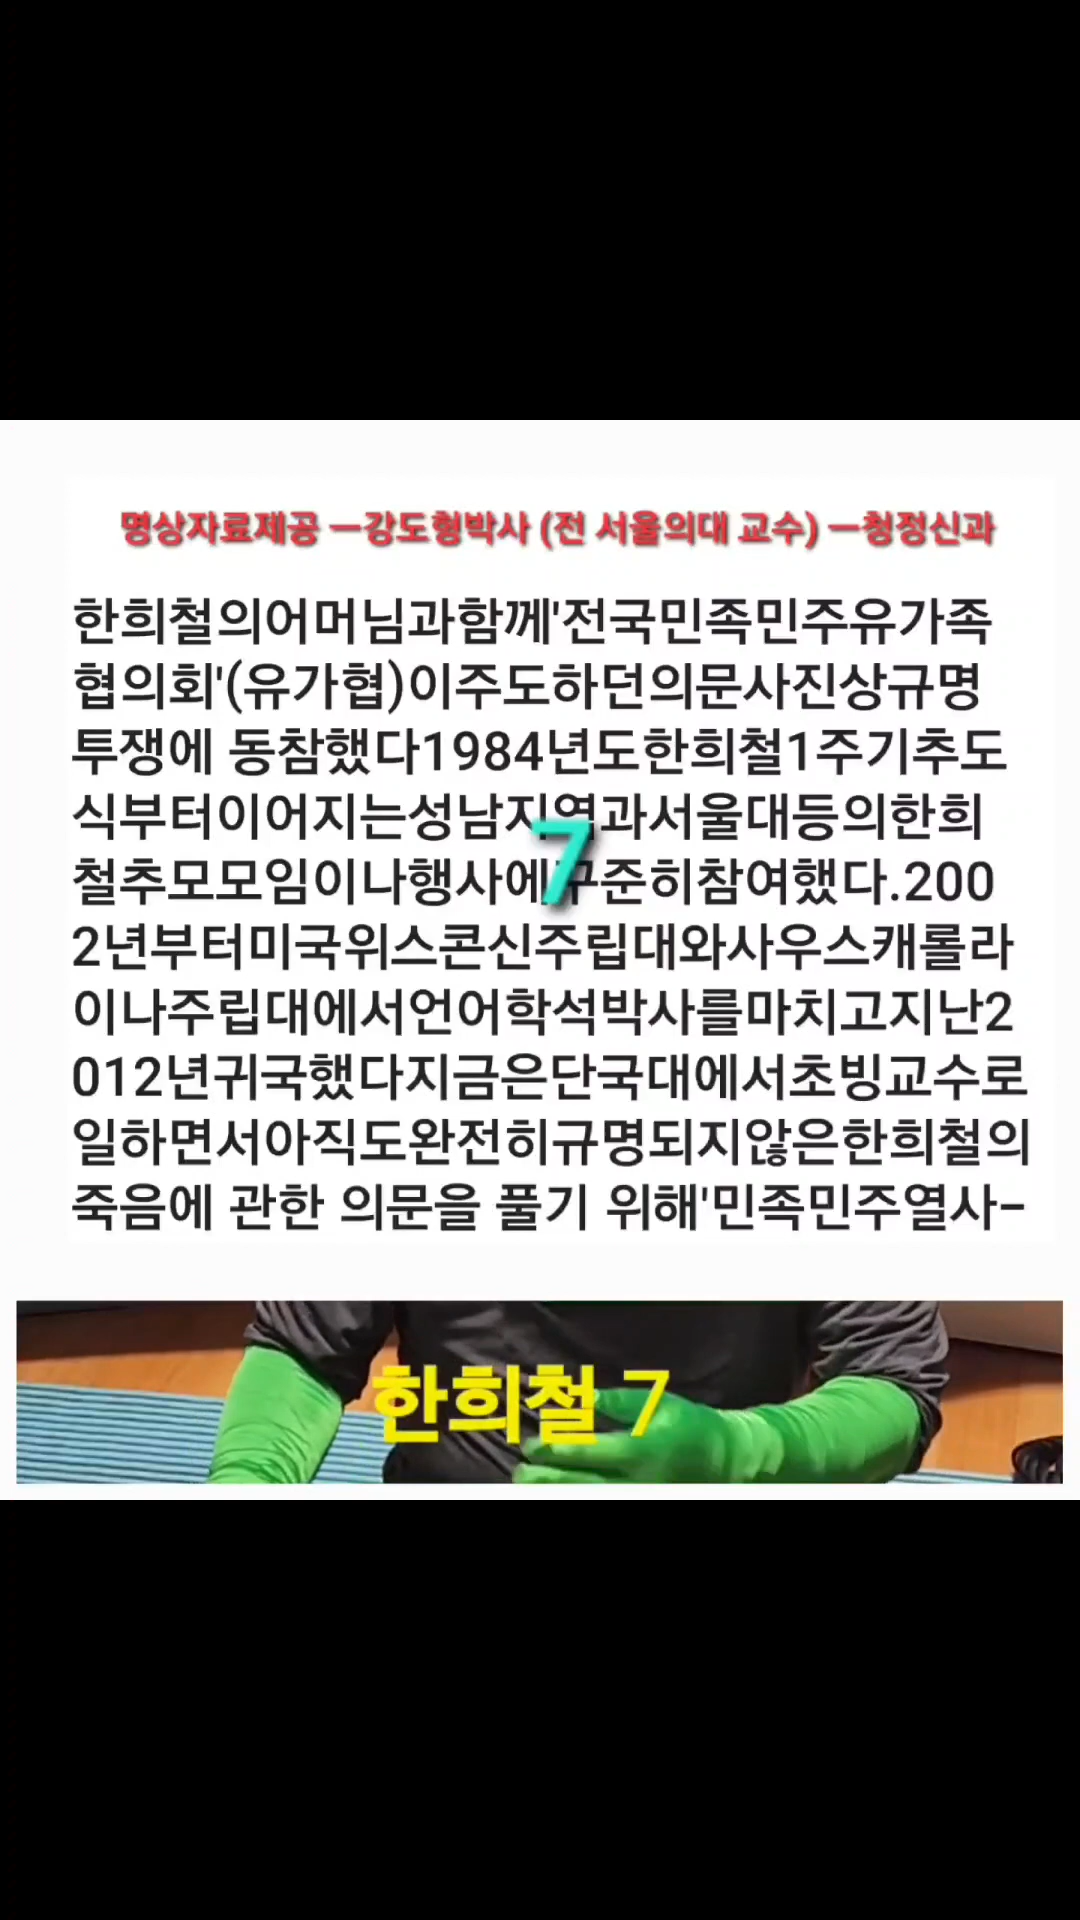 명상자료제공 ㅡ강도형박사 (전 서울의대 교수) ㅡ청정신과
한희철의어머님과함께'전국민족민주유가족
협의회'(유가협)이주도하던의문사진상규명
투쟁에 동참했다1984년도한희철1주기추도
식부터이어지는성남지역과서울대등의한희
7
철추모모임이나행사에꾸준히참여했다.200
2년부터미국위스콘신주립대와사우스캐롤라
이나주립대에서언어학석박사를마치고지난2
012년귀국했다지금은단국대에서초빙교수로
일하면서아직도완전히규명되지않은한희철의
죽음에 관한 의문을 풀기 위해'민족민주열사-
한희철 7